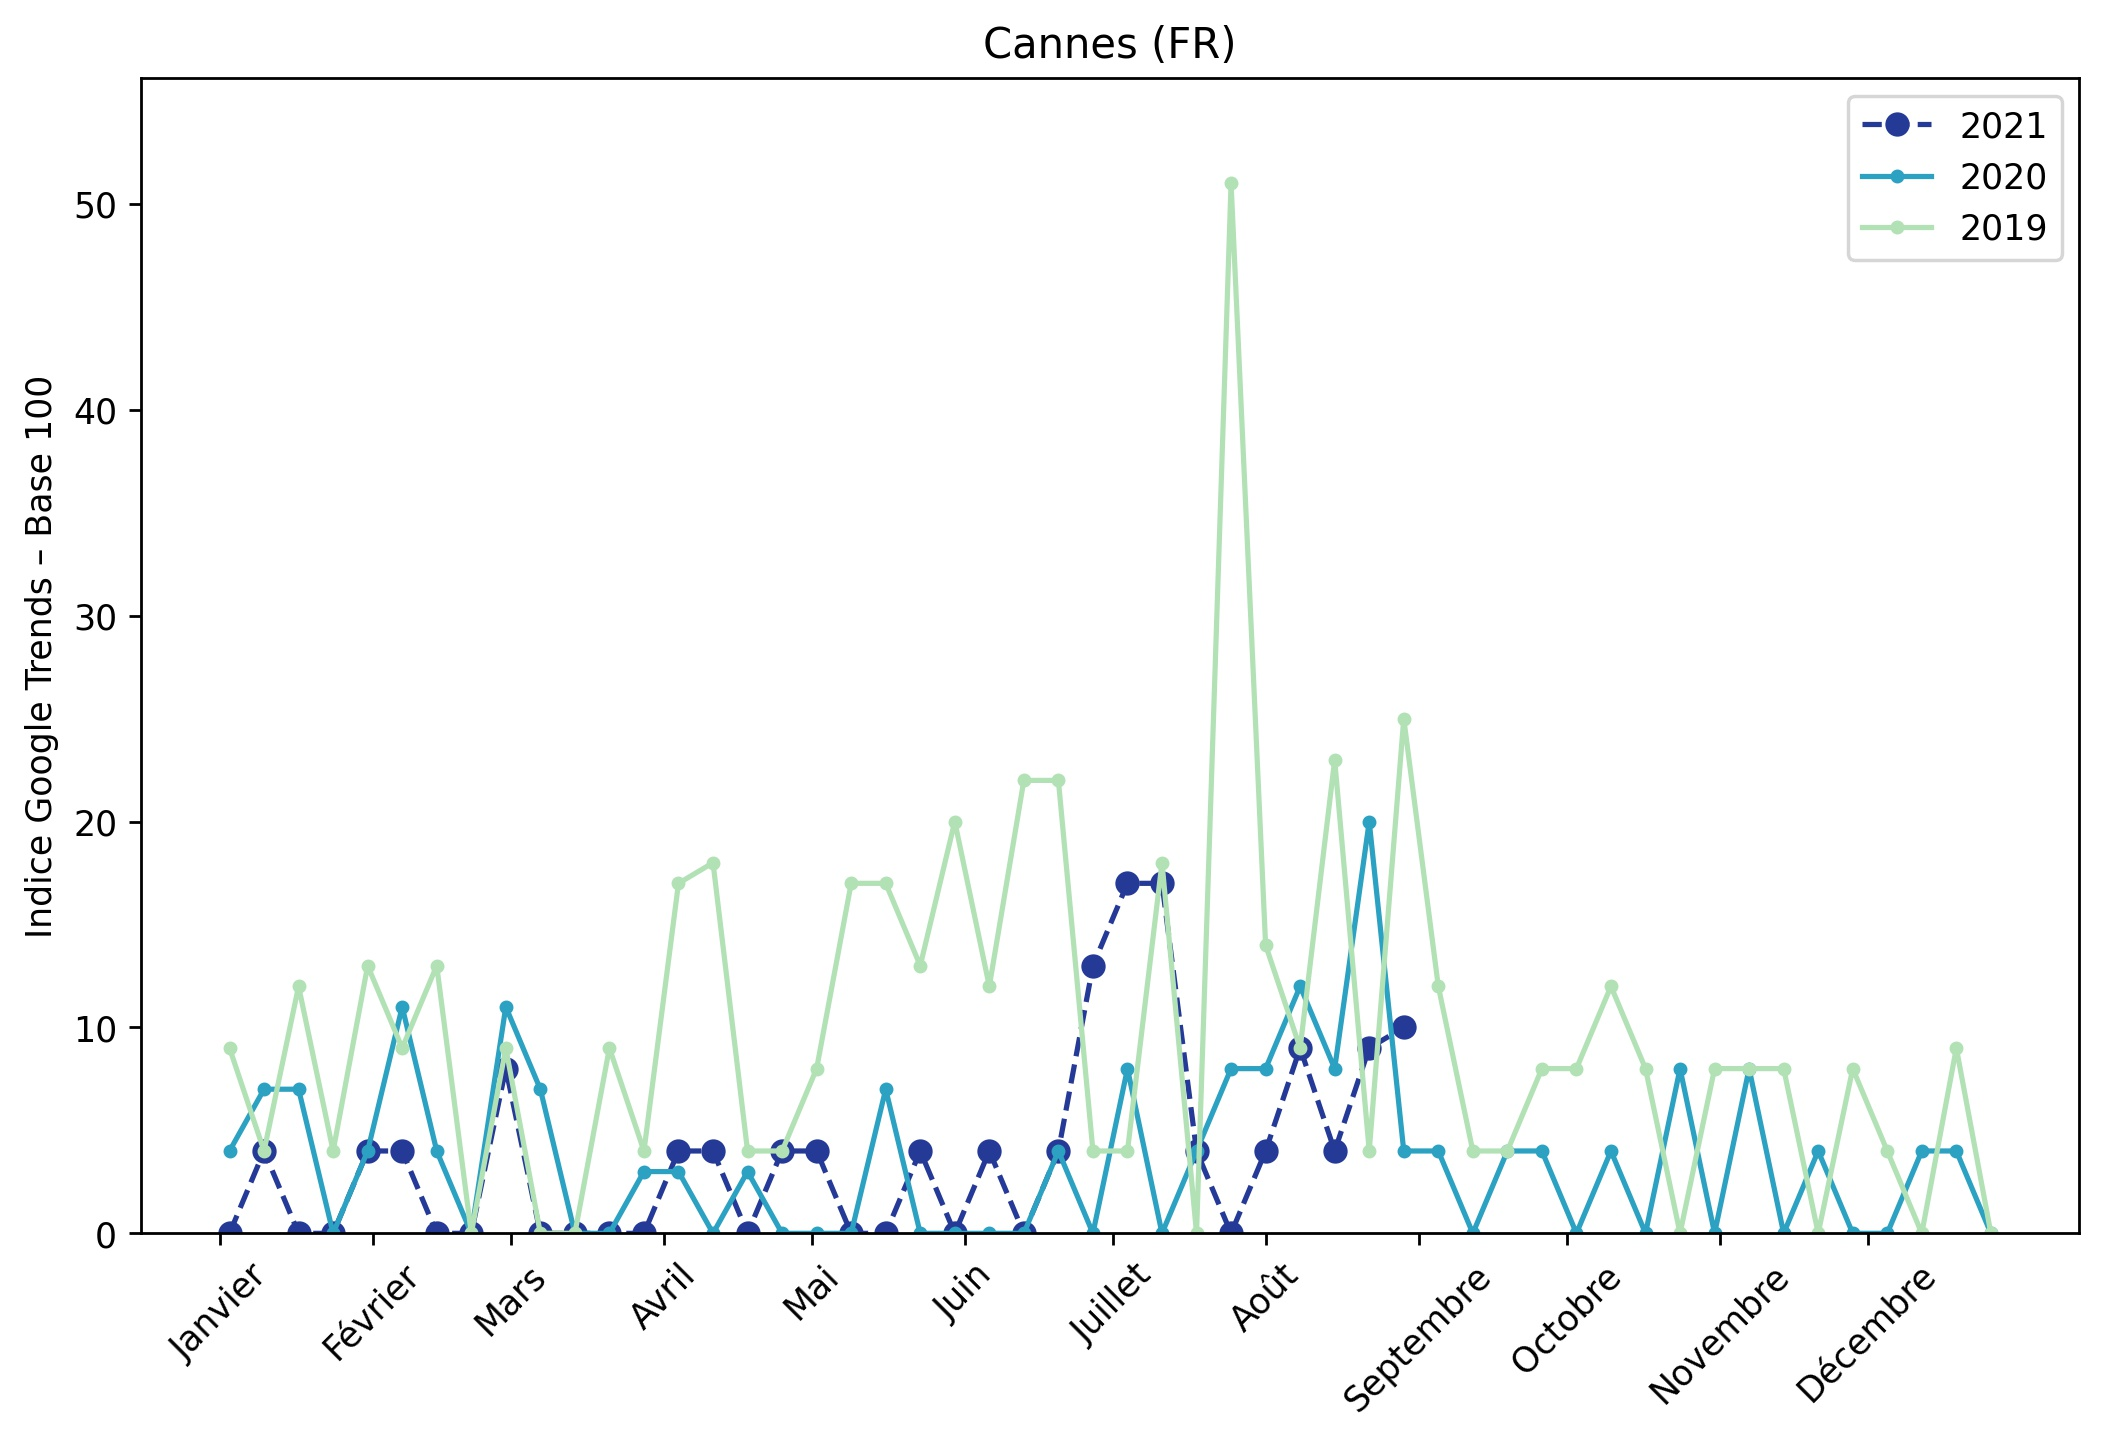 Cannes (FR)
Indice Google Trends – Base 100
50
40
30
20
10
0
2021
2020
2019
Janvier
Février
Mars
Avril
Mai
Juin
Juillet
Août
Septembre
Octobre
Novembre
Décembre